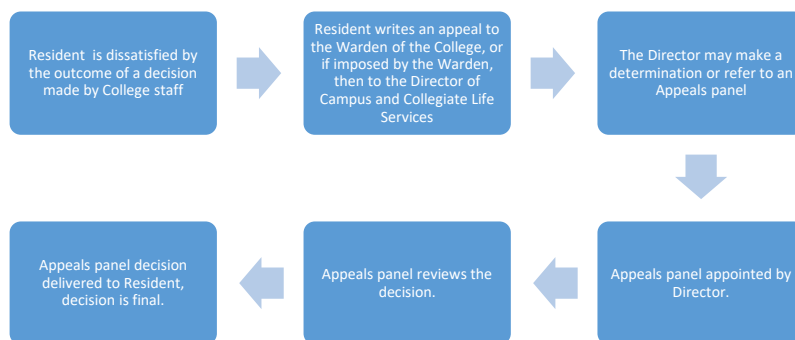 Resident is dissatisfied by
the outcome of a decision
made by College staff
Resident writes an appeal to
the Warden of the College, or
if imposed by the Warden,
then to the Director of
Campus and Collegiate Life
Services
The Director may make a
determination or refer to an
Appeals panel
Appeals panel appointed by
Director.
Appeals panel reviews the
decision.
Appeals panel decision
delivered to Resident,
decision is final.